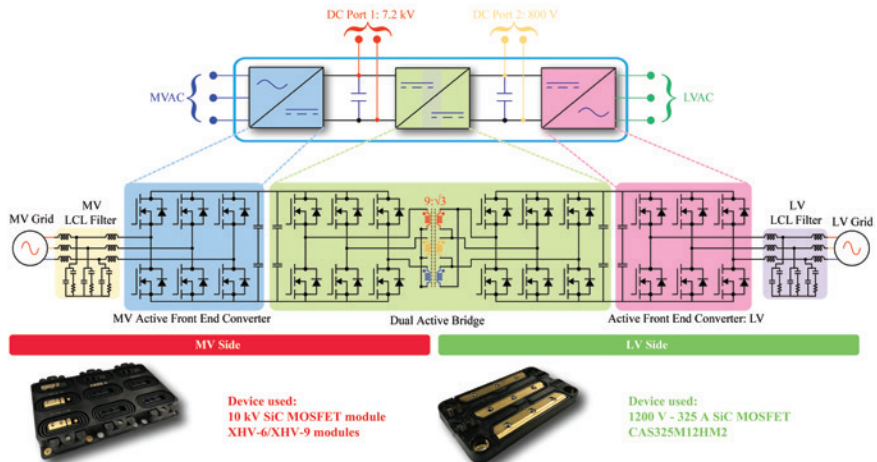 DC Port 1: 7.2 kV
DC Port 2: 800 V
MVAC
LVAC
MV
LCL Filter
MV Grid
9:√3
LV
LCL Filter
LV Grid
MV Active Front End Converter
Dual Active Bridge
Active Front End Converter: LV
MV Side
LV Side
Device used:
10 kV SiC MOSFET module
XHV-6/XHV-9 modules
Device used:
1200 V - 325 A SiC MOSFET
CAS325M12HM2